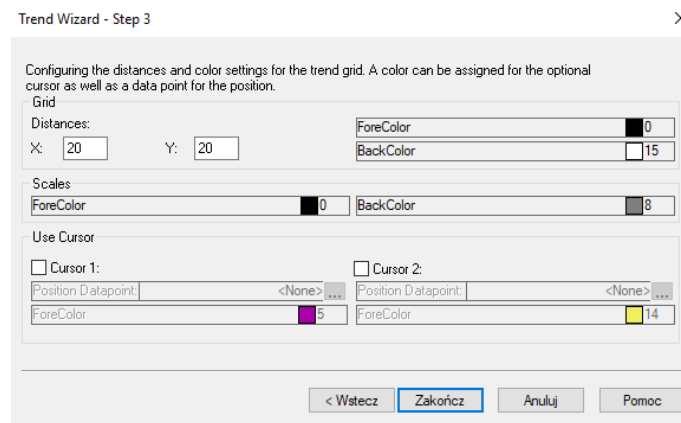 Trend Wizard - Step 3
Configuring the distances and color settings for the trend grid. A color can be assigned for the optional
cursor as well as a data point for the position.
Grid
Distances:
X: 20 Y: 20
ForeColor 0
BackColor 15
Scales
ForeColor 0 BackColor 8
Use Cursor
Cursor 1: Cursor 2:
Position Datapoint: <None> ... Position Datapoint: <None> ...
ForeColor 5 ForeColor 14
< Wstecz Zakończ Anuluj Pomoc